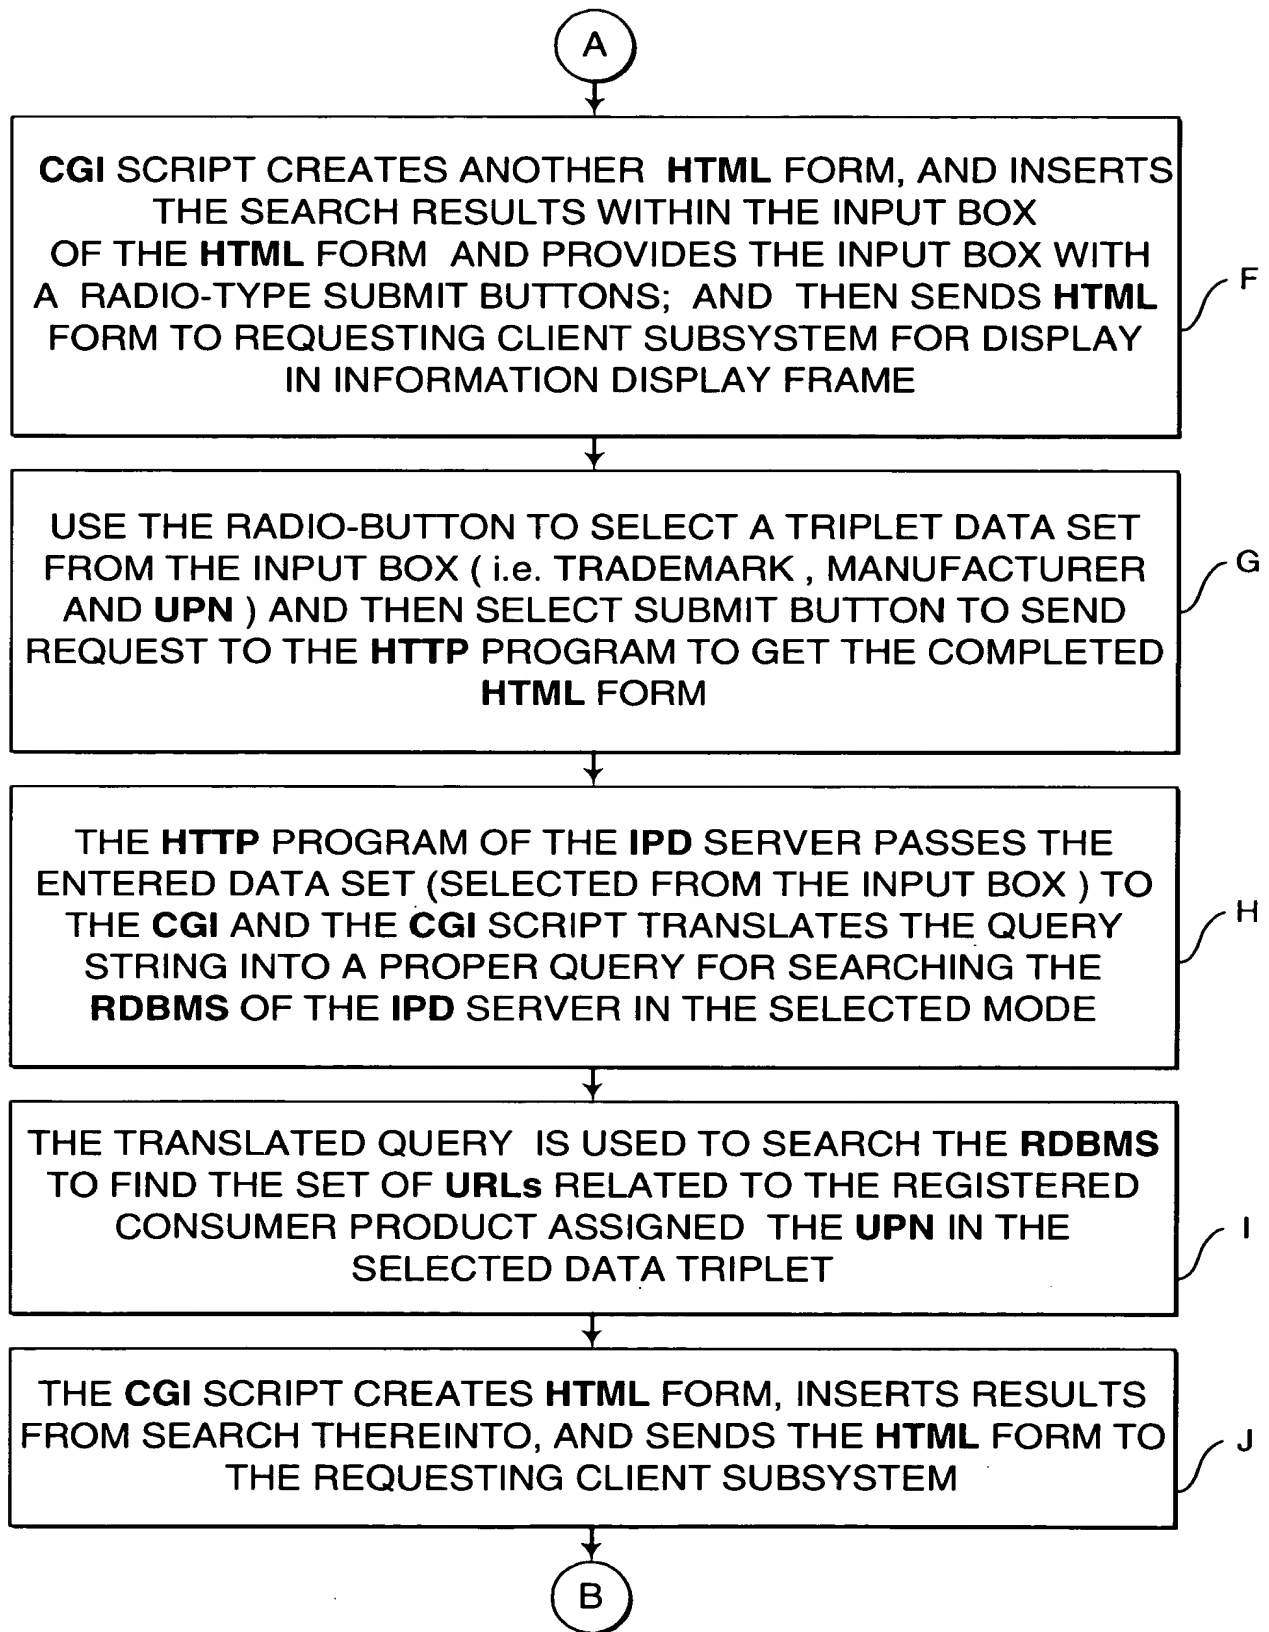 A
CGI SCRIPT CREATES ANOTHER HTML FORM, AND INSERTS
THE SEARCH RESULTS WITHIN THE INPUT BOX
OF THE HTML FORM AND PROVIDES THE INPUT BOX WITH
A RADIO-TYPE SUBMIT BUTTONS; AND THEN SENDS HTML
FORM TO REQUESTING CLIENT SUBSYSTEM FOR DISPLAY
IN INFORMATION DISPLAY FRAME
F
USE THE RADIO-BUTTON TO SELECT A TRIPLET DATA SET
FROM THE INPUT BOX ( i.e. TRADEMARK , MANUFACTURER
AND UPN ) AND THEN SELECT SUBMIT BUTTON TO SEND
REQUEST TO THE HTTP PROGRAM TO GET THE COMPLETED
HTML FORM
G
THE HTTP PROGRAM OF THE IPD SERVER PASSES THE
ENTERED DATA SET (SELECTED FROM THE INPUT BOX ) TO
THE CGI AND THE CGI SCRIPT TRANSLATES THE QUERY
STRING INTO A PROPER QUERY FOR SEARCHING THE
RDBMS OF THE IPD SERVER IN THE SELECTED MODE
H
THE TRANSLATED QUERY IS USED TO SEARCH THE RDBMS
TO FIND THE SET OF URLs RELATED TO THE REGISTERED
CONSUMER PRODUCT ASSIGNED THE UPN IN THE
SELECTED DATA TRIPLET
I
THE CGI SCRIPT CREATES HTML FORM, INSERTS RESULTS
FROM SEARCH THEREINTO, AND SENDS THE HTML FORM TO
THE REQUESTING CLIENT SUBSYSTEM
J
B